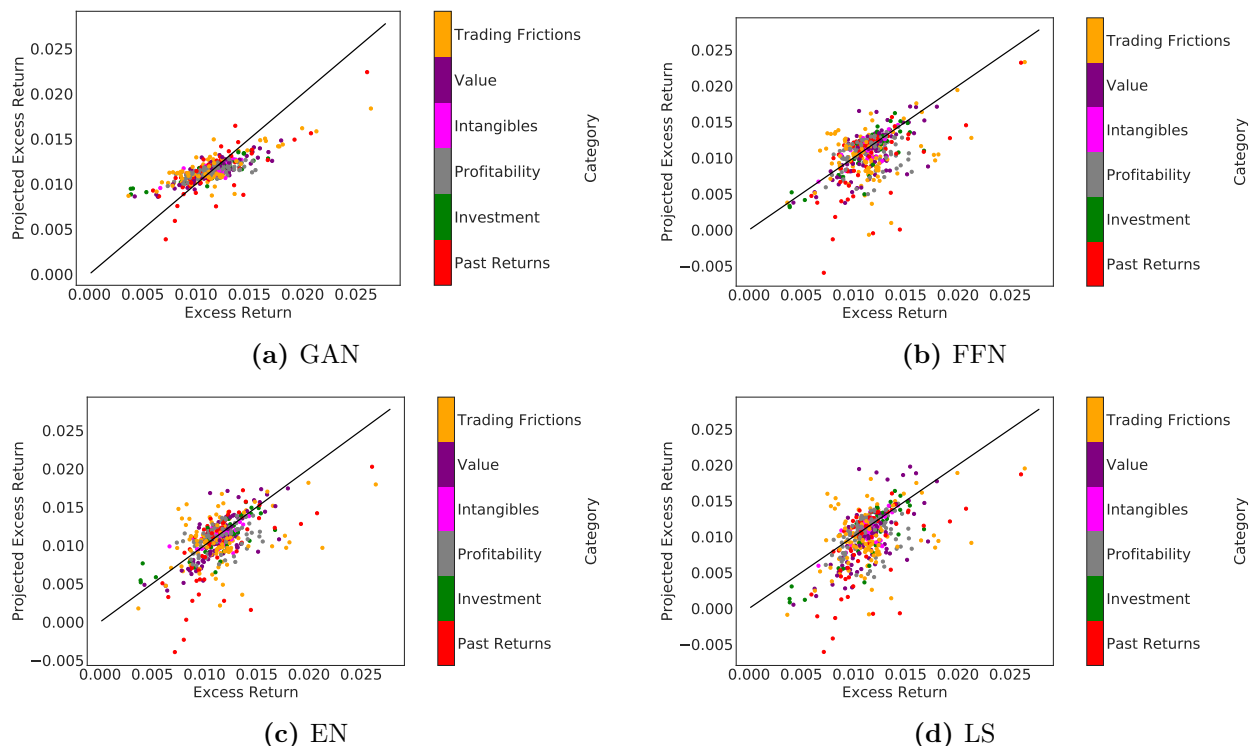 Projected Excess Return
0.025
0.020
0.015
0.010
0.005
0.000
0.000 0.005 0.010 0.015 0.020 0.025
Excess Return
Trading Frictions
Value
Intangibles
Profitability
Investment
Past Returns
Category
(a) GAN
Projected Excess Return
0.025
0.020
0.015
0.010
0.005
0.000
−0.005
0.000 0.005 0.010 0.015 0.020 0.025
Excess Return
Trading Frictions
Value
Intangibles
Profitability
Investment
Past Returns
Category
(b) FFN
Projected Excess Return
0.025
0.020
0.015
0.010
0.005
0.000
−0.005
0.000 0.005 0.010 0.015 0.020 0.025
Excess Return
Trading Frictions
Value
Intangibles
Profitability
Investment
Past Returns
Category
(c) EN
Projected Excess Return
0.025
0.020
0.015
0.010
0.005
0.000
−0.005
0.000 0.005 0.010 0.015 0.020 0.025
Excess Return
Trading Frictions
Value
Intangibles
Profitability
Investment
Past Returns
Category
(d) LS